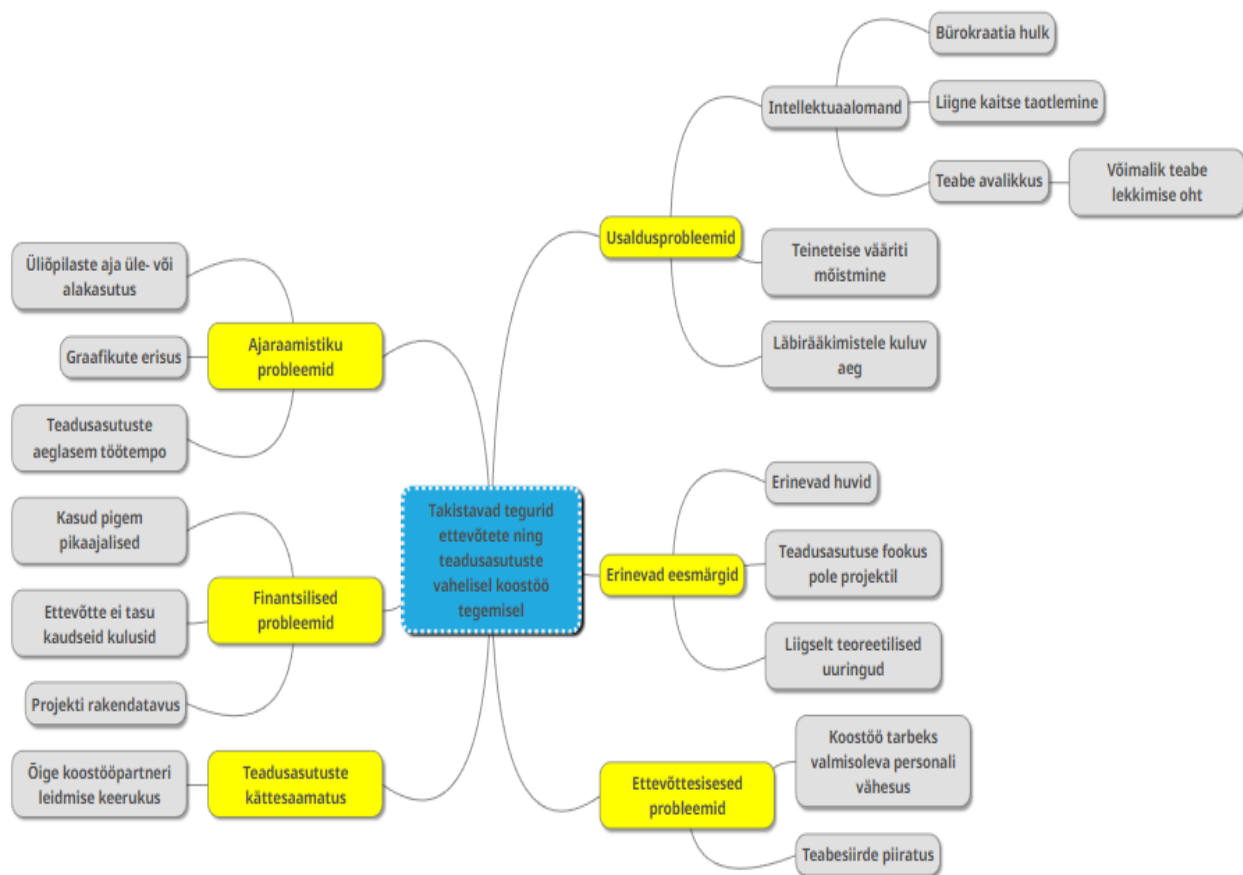 Takistavad tegurid
ettevõtete ning
teadusasutuste
vahelisel koostöö
tegemisel
Usaldusprobleemid
Intellektuaalomand
Bürokraatia hulk
Liigne kaitse taotlemine
Teabe avalikkus
Võimalik teabe
lekkimise oht
Teineteise vääriti
mõistmine
Läbirääkimistele kuluv
aeg
Erinevad eesmärgid
Erinevad huvid
Teadusasutuse fookus
pole projektil
Liigselt teoreetilised
uuringud
Ettevõttesisesed
probleemid
Koostöö tarbeks
valmisoleva personali
vähesus
Teabesiirde piiratus
Ajaraamistiku
probleemid
Üliõpilaste aja üle- või
alakasutus
Graafikute erisus
Teadusasutuste
aeglasem töötempo
Finantsilised
probleemid
Kasud pigem
pikaajalised
Ettevõtte ei tasu
kaudseid kulusid
Projekti rakendatavus
Teadusasutuste
kättesaamatus
Õige koostööpartneri
leidmise keerukus